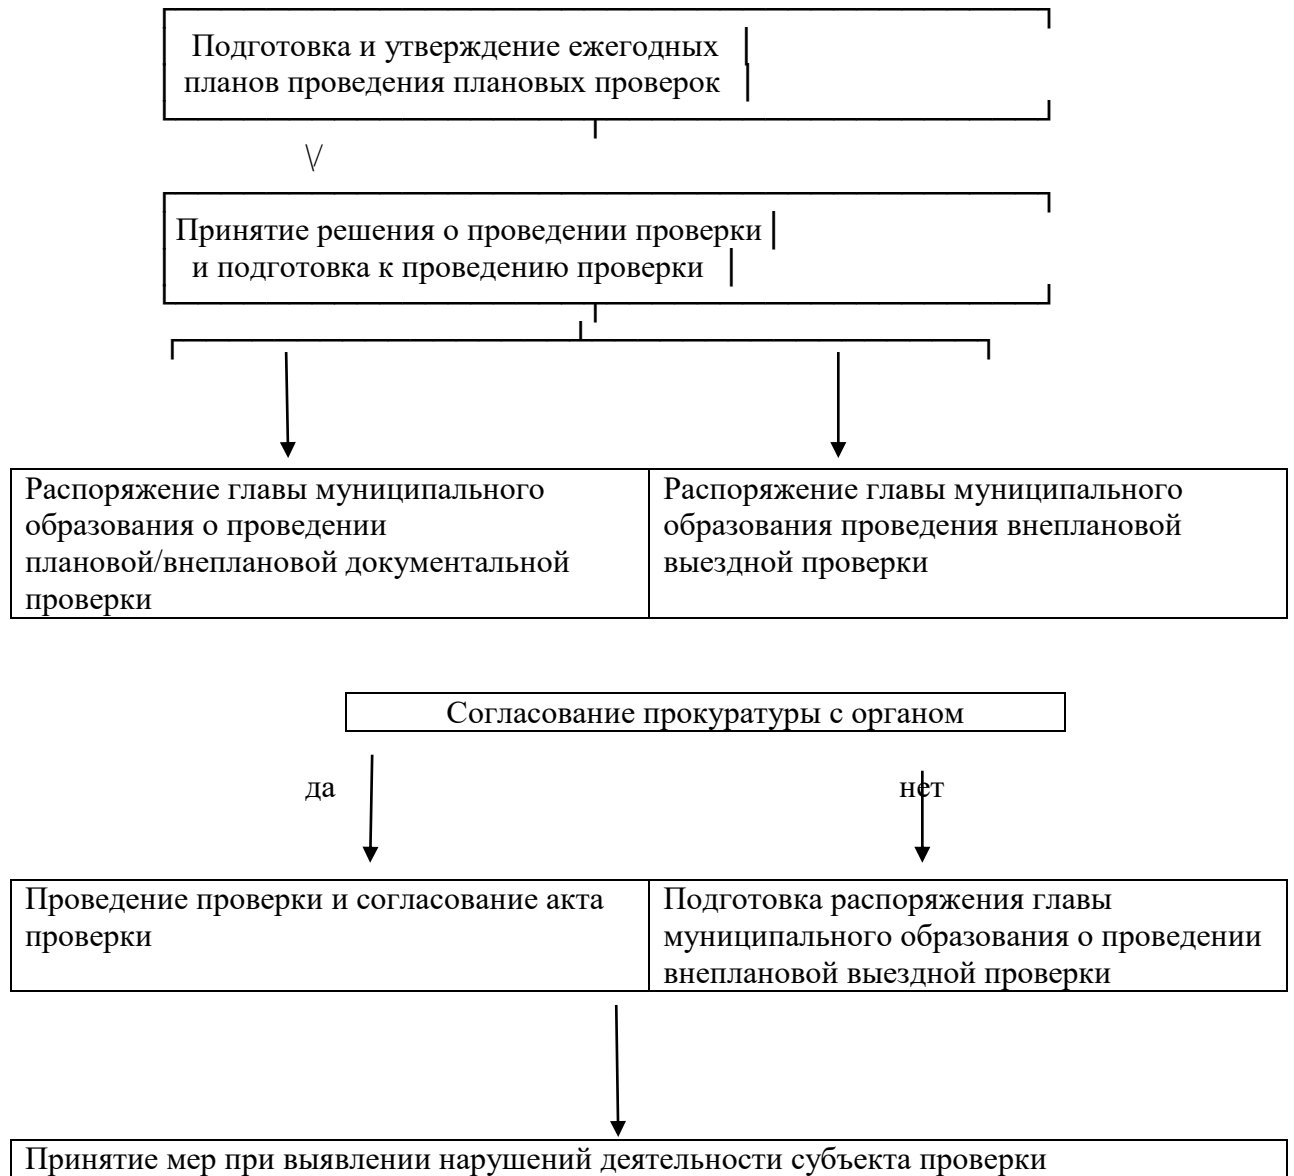 Подготовка и утверждение ежегодных
планов проведения плановых проверок
\/
Принятие решения о проведении проверки
и подготовка к проведению проверки
Распоряжение главы муниципального
образования о проведении
плановой/внеплановой документальной
проверки
Распоряжение главы муниципального
образования проведения внеплановой
выездной проверки
Согласование прокуратуры с органом
да
нет
Проведение проверки и согласование акта
проверки
Подготовка распоряжения главы
муниципального образования о проведении
внеплановой выездной проверки
Принятие мер при выявлении нарушений деятельности субъекта проверки